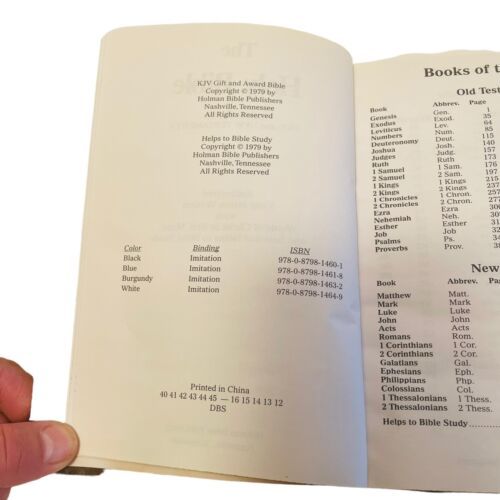 KJV Gift and Award Bible
Copyright © 1979 by
Holman Bible Publishers
Nashville, Tennessee
All Rights Reserved
Helps to Bible Study
Copyright © 1979 by
Holman Bible Publishers
Nashville, Tennessee
All Rights Reserved
Color Binding ISBN
Black Imitation 978-0-8798-1460-1
Blue Imitation 978-0-8798-1461-8
Burgundy Imitation 978-0-8798-1463-2
White Imitation 978-0-8798-1464-9
Printed in China
40 41 42 43 44 45 — 16 15 14 13 12
DBS
Books of t
Old Test
Book Abbrev. Page
Genesis Gen. 1
Exodus Exod. 35
Leviticus Lev. 64
Numbers Num. 85
Deuteronomy Deut. 115
Joshua Josh. 140
Judges Judg. 157
Ruth Ruth 173
1 Samuel 1 Sam. 176
2 Samuel 2 Sam. 197
1 Kings 1 Kings
2 Kings 2 Kings
1 Chronicles 1 Chron.
2 Chronicles 2 Chron. 277
Ezra Ezra
Nehemiah Neh.
Esther Esther
Job Job
Psalms Ps.
Proverbs Prov.
New
Book Abbrev. Page
Matthew Matt.
Mark Mark
Luke Luke
John John
Acts Acts
Romans Rom.
1 Corinthians 1 Cor.
2 Corinthians 2 Cor.
Galatians Gal.
Ephesians Eph.
Philippians Php.
Colossians Col.
1 Thessalonians 1 Thess.
2 Thessalonians 2 Thess.
Helps to Bible Study